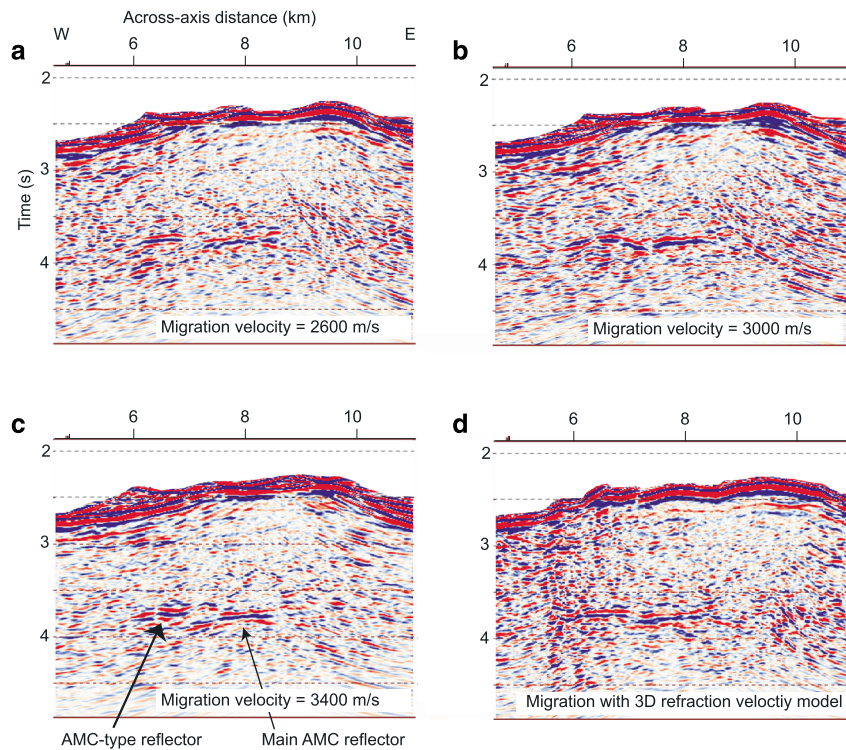 Across-axis distance (km)
W
6
8
10
E
a
2
3
4
Time (s)
Migration velocity = 2600 m/s
b
6
8
10
2
3
4
Migration velocity = 3000 m/s
c
6
8
10
2
3
4
Migration velocity = 3400 m/s
AMC-type reflector
Main AMC reflector
d
6
8
10
2
3
4
Migration with 3D refraction veloctiy model